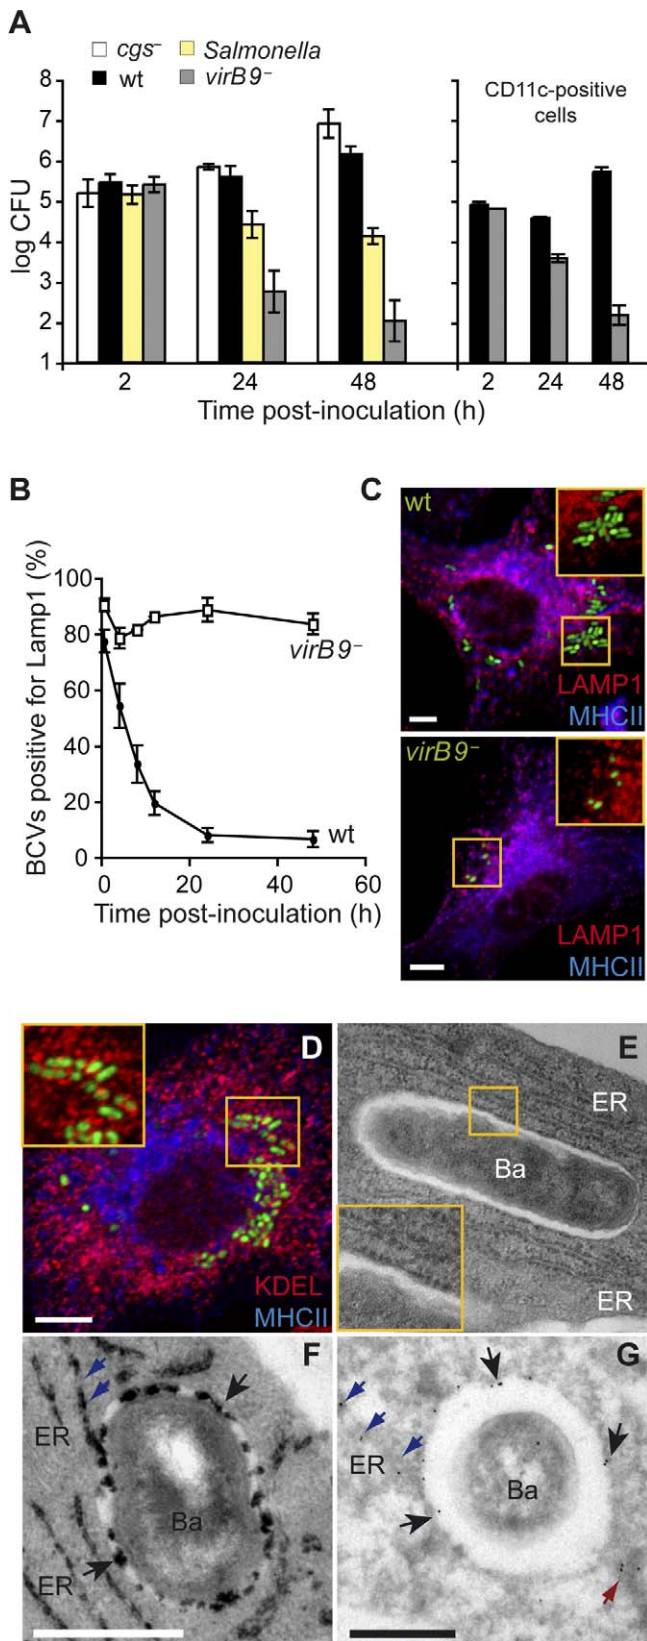 A
cgs⁻ Salmonella
wt virB9⁻
CD11c-positive
cells
log CFU
8
7
6
5
4
3
2
1
2 24 48 2 24 48
Time post-inoculation (h)
B
BCVs positive for Lamp1 (%)
100
80
60
40
20
0
virB9⁻
wt
0 20 40 60
Time post-inoculation (h)
C
wt
LAMP1
MHCII
virB9⁻
LAMP1
MHCII
D
KDEL
MHCII
E
ER
Ba
ER
F
ER
Ba
ER
G
ER
Ba